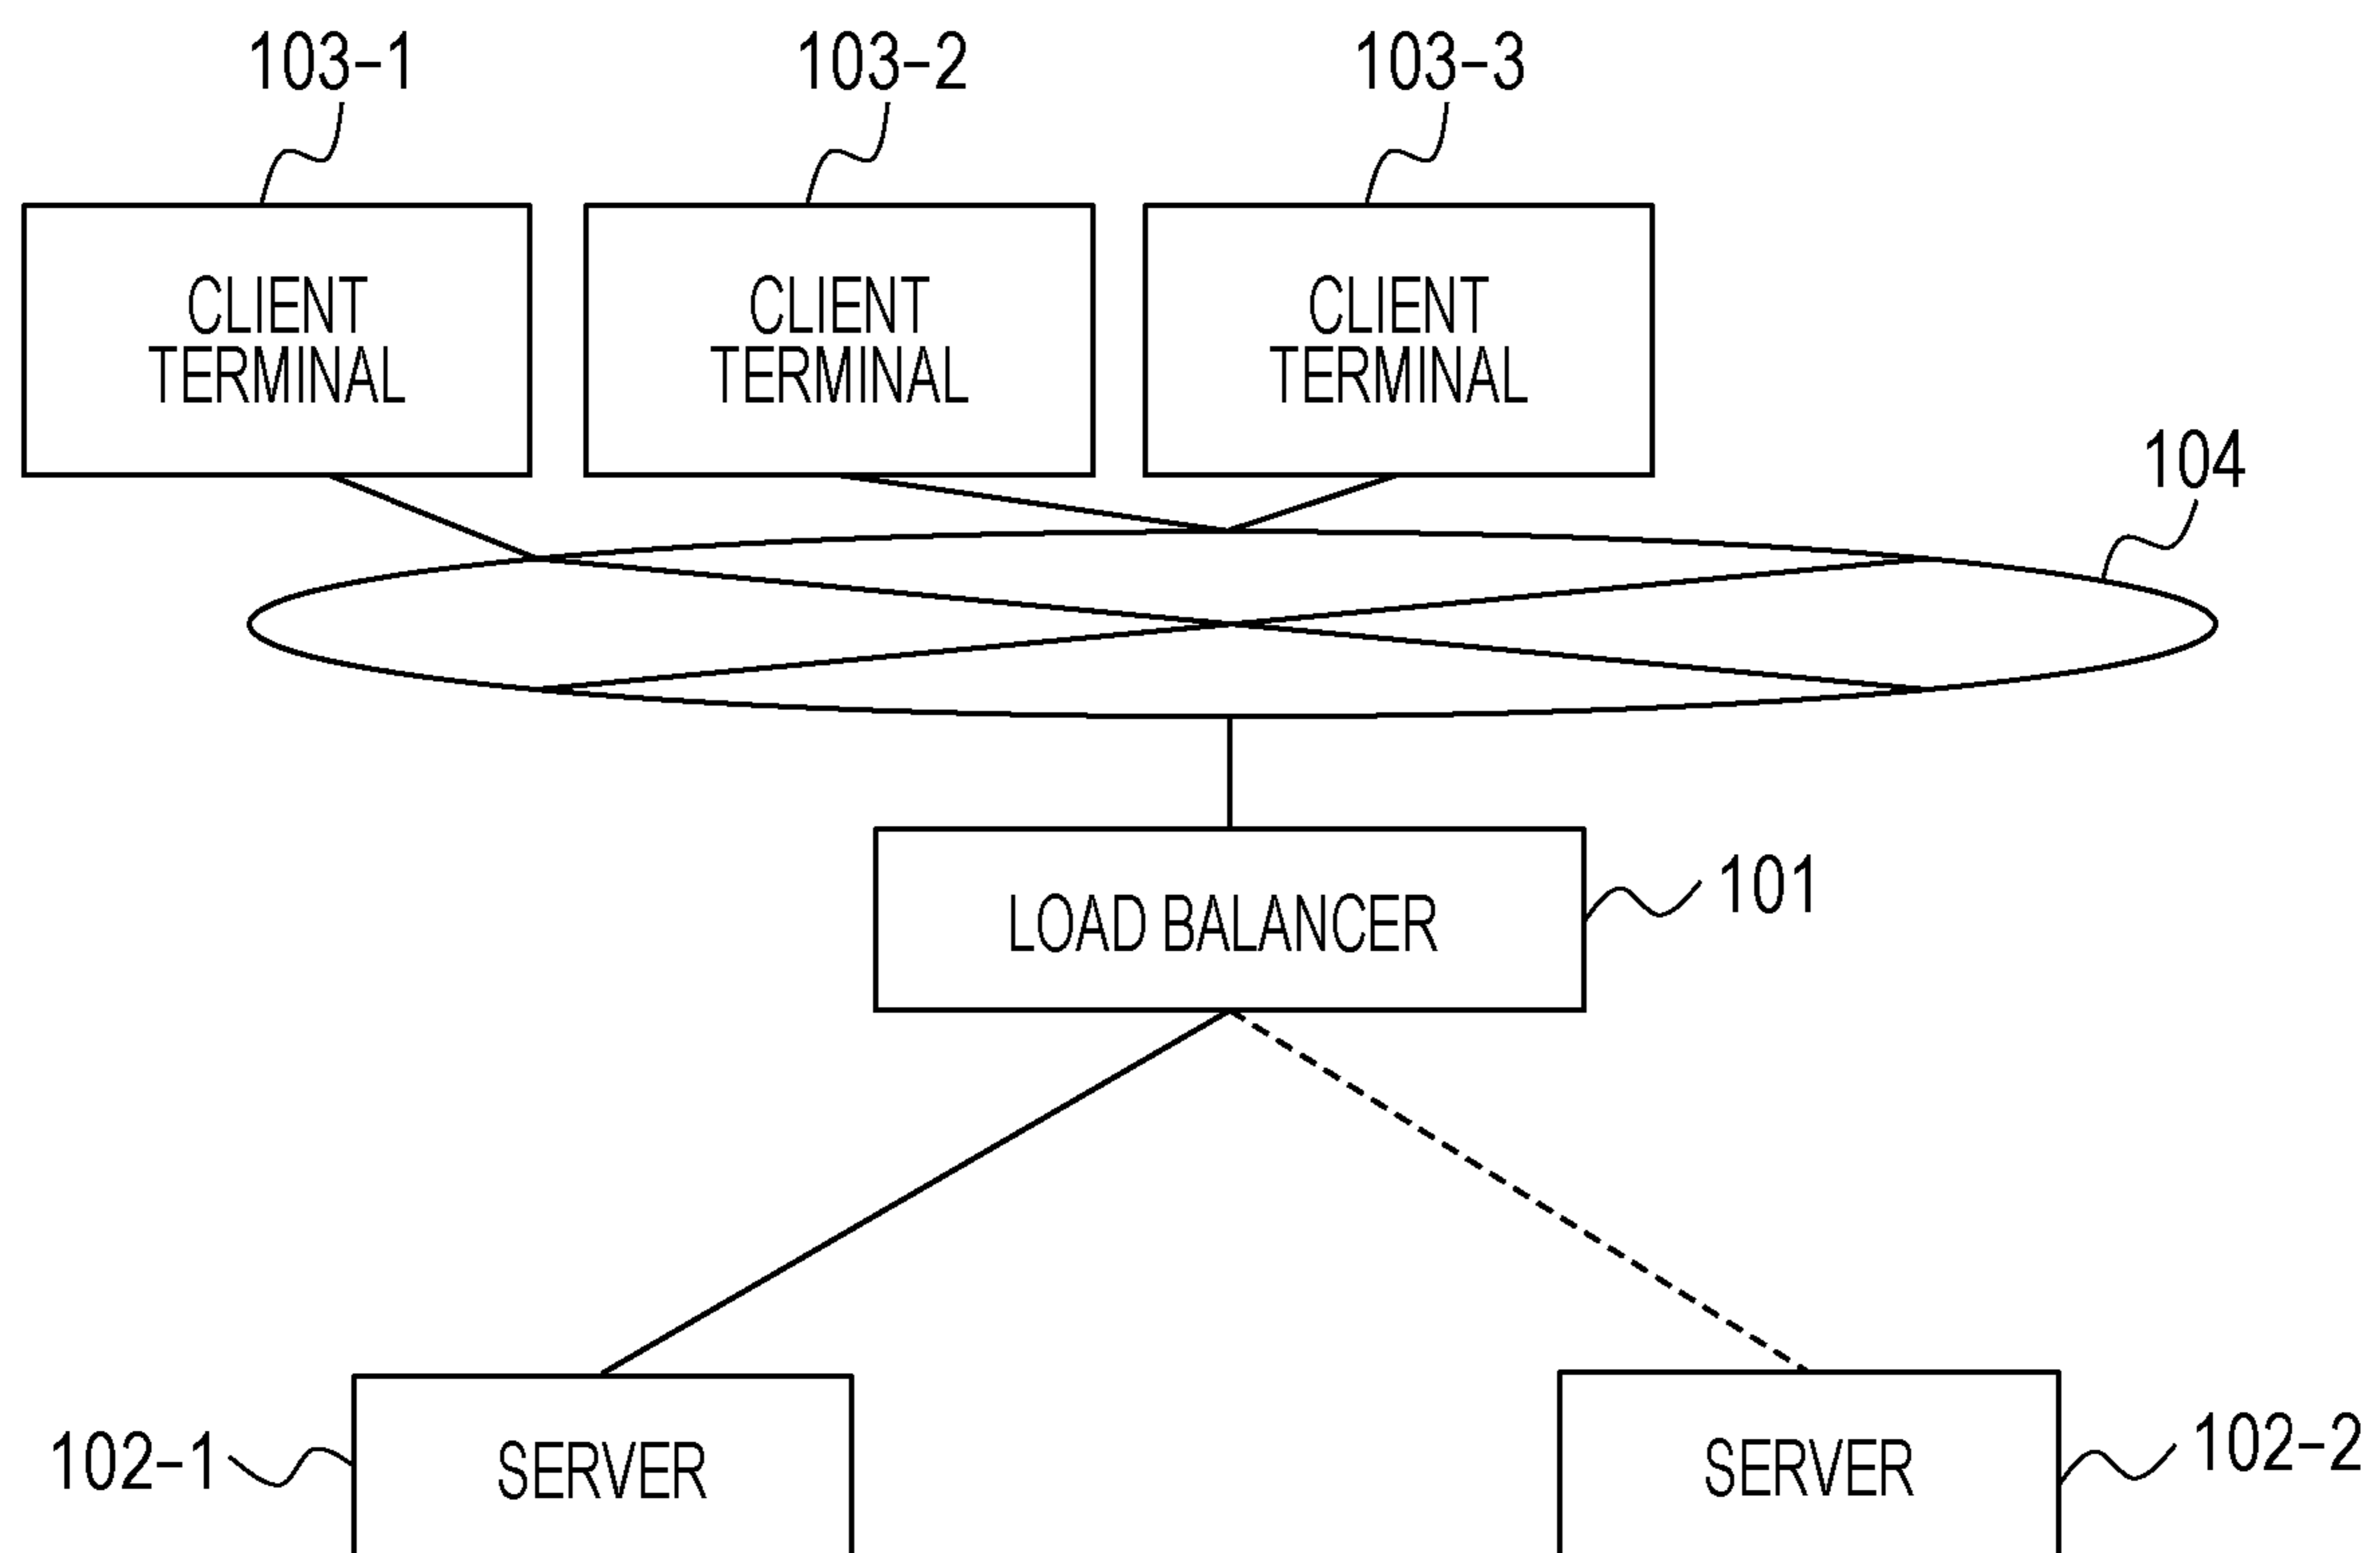 103-1
103-2
103-3
CLIENT
TERMINAL
CLIENT
TERMINAL
CLIENT
TERMINAL
104
LOAD BALANCER
101
102-1
SERVER
SERVER
102-2